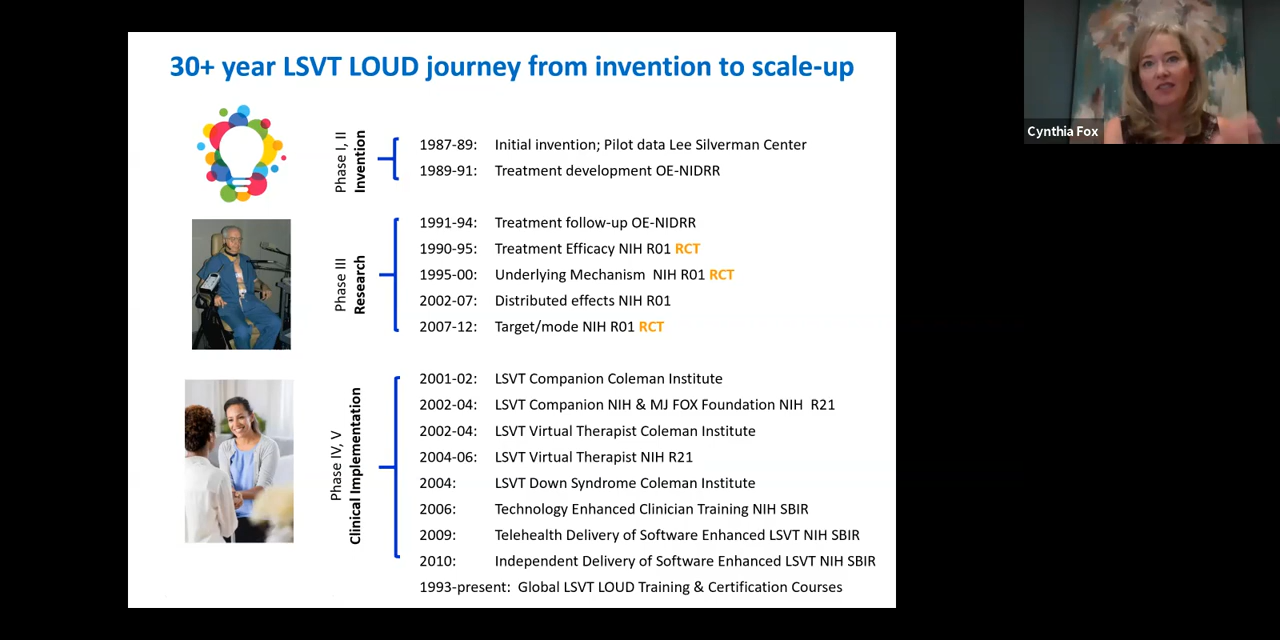 30+ year LSVT LOUD journey from invention to scale-up
Phase I, II
Invention
1987-89: Initial invention; Pilot data Lee Silverman Center
1989-91: Treatment development OE-NIDRR
Phase III
Research
1991-94: Treatment follow-up OE-NIDRR
1990-95: Treatment Efficacy NIH R01 RCT
1995-00: Underlying Mechanism NIH R01 RCT
2002-07: Distributed effects NIH R01
2007-12: Target/mode NIH R01 RCT
Phase IV, V
Clinical Implementation
2001-02: LSVT Companion Coleman Institute
2002-04: LSVT Companion NIH & MJ FOX Foundation NIH R21
2002-04: LSVT Virtual Therapist Coleman Institute
2004-06: LSVT Virtual Therapist NIH R21
2004: LSVT Down Syndrome Coleman Institute
2006: Technology Enhanced Clinician Training NIH SBIR
2009: Telehealth Delivery of Software Enhanced LSVT NIH SBIR
2010: Independent Delivery of Software Enhanced LSVT NIH SBIR
1993-present: Global LSVT LOUD Training & Certification Courses
Cynthia Fox